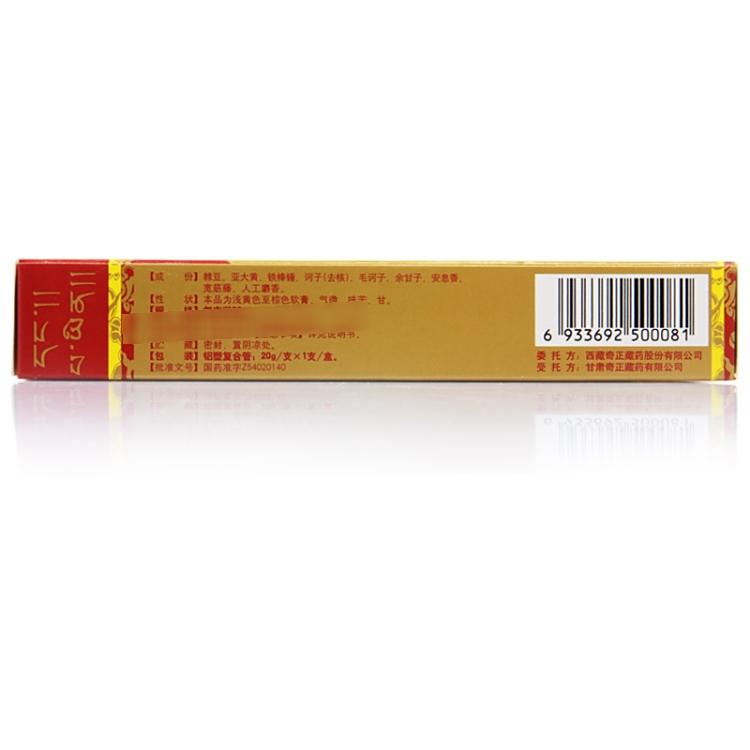 【成 份】棘豆、亚大黄、铁棒锤、诃子(去核)、毛诃子、余甘子、安息香、
宽筋藤、人工麝香。
【性 状】本品为浅黄色至棕色软膏,气微,味苦、甘。
详见说明书。
【贮 藏】密封,置阴凉处。
【包 装】铝塑复合管;20g/支×1支/盒。
【批准文号】国药准字Z54020140
6 933692 500081
委 托 方:西藏奇正藏药股份有限公司
受 托 方:甘肃奇正藏药有限公司